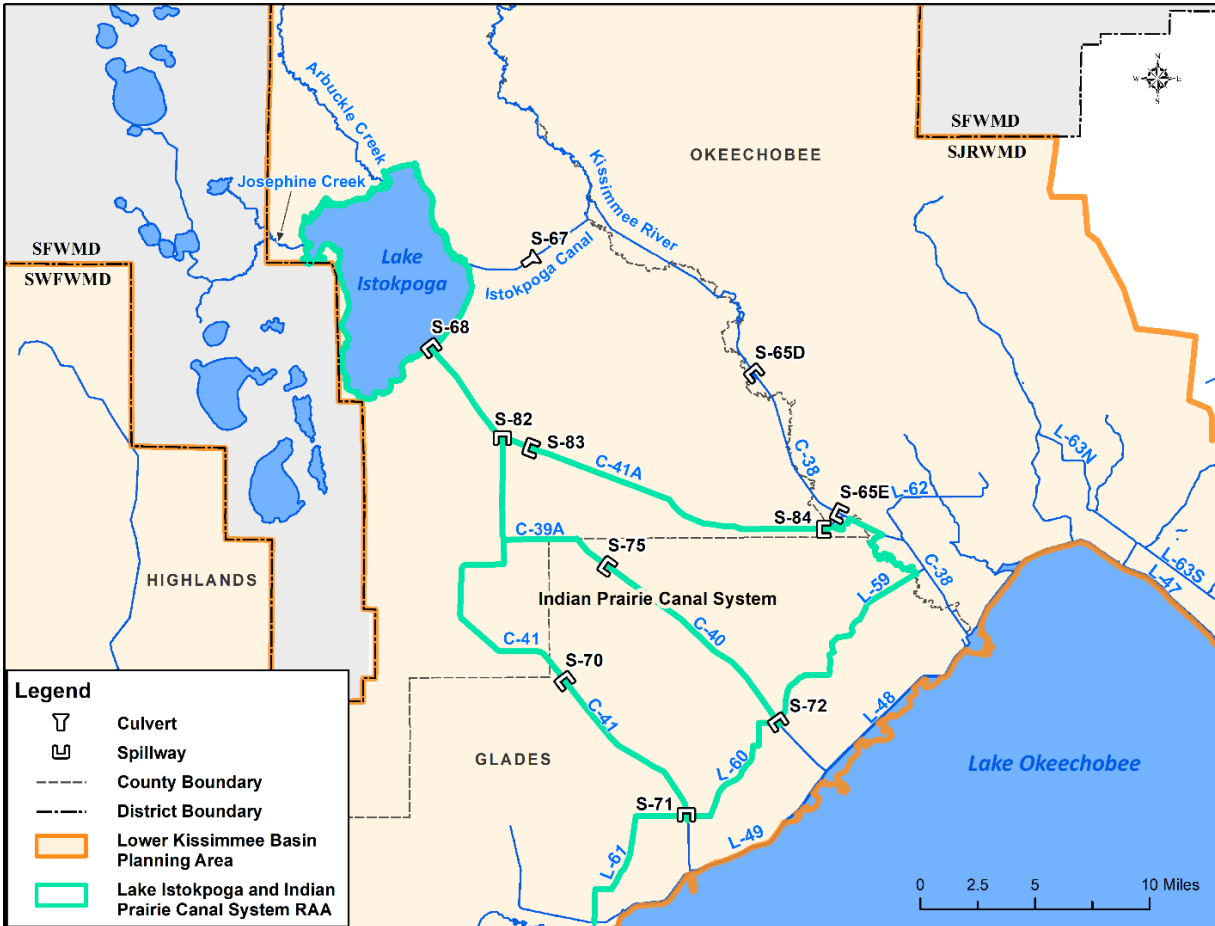 N
W E
S
SFWMD
SJRWMD
Arbuckle Creek
OKEECHOBEE
Kissimmee River
Josephine Creek
S-67
SFWMD
SWFWMD
Lake
Istokpoga
Istokpoga Canal
S-68
S-65D
S-82
S-83
C-41A
C-38
L-63N
S-65E
L-62
S-84
C-39A
S-75
C-38
L-63S
L-47
HIGHLANDS
L-59
Indian Prairie Canal System
C-41
C-40
S-70
C-41
S-72
L-48
GLADES
L-60
Lake Okeechobee
S-71
L-49
L-61
Legend
Culvert
Spillway
County Boundary
District Boundary
Lower Kissimmee Basin
Planning Area
Lake Istokpoga and Indian
Prairie Canal System RAA
0 2.5 5 10 Miles